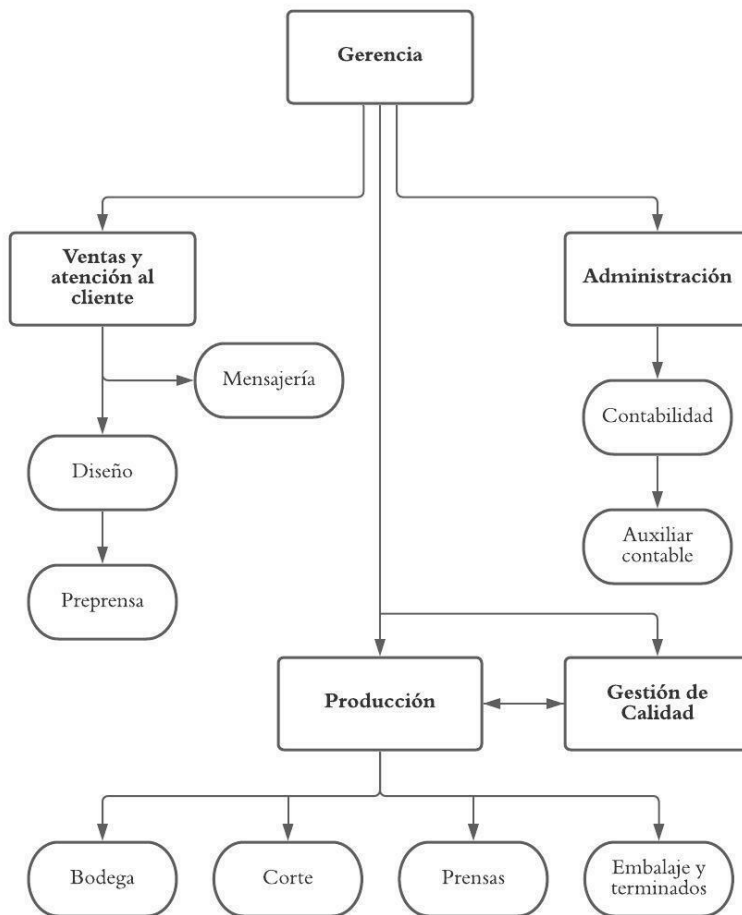 Gerencia
Ventas y
atención al
cliente
Administración
Mensajería
Contabilidad
Diseño
Auxiliar
contable
Preprensa
Producción
Gestión de
Calidad
Bodega
Corte
Prensas
Embalaje y
terminados